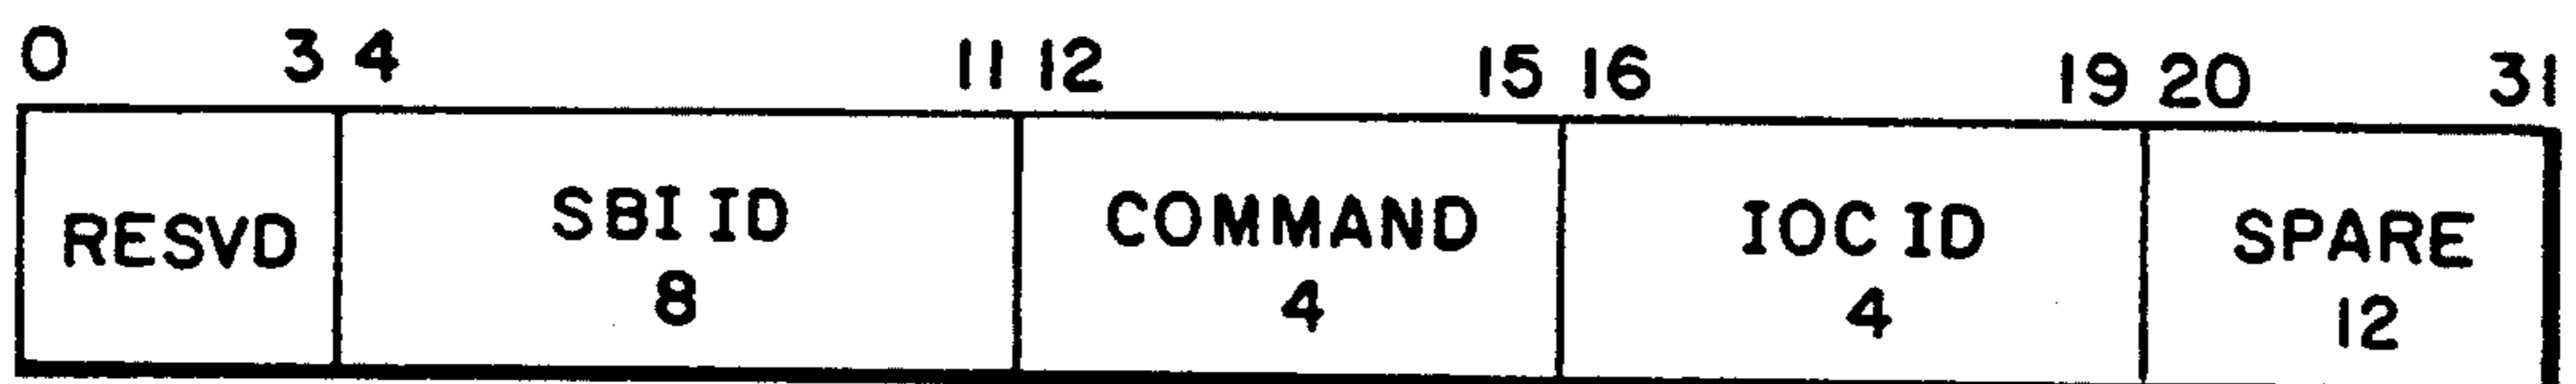 0 3 4 11 12 15 16 19 20 31
RESVD SBI ID COMMAND IOC ID SPARE
8 4 4 12